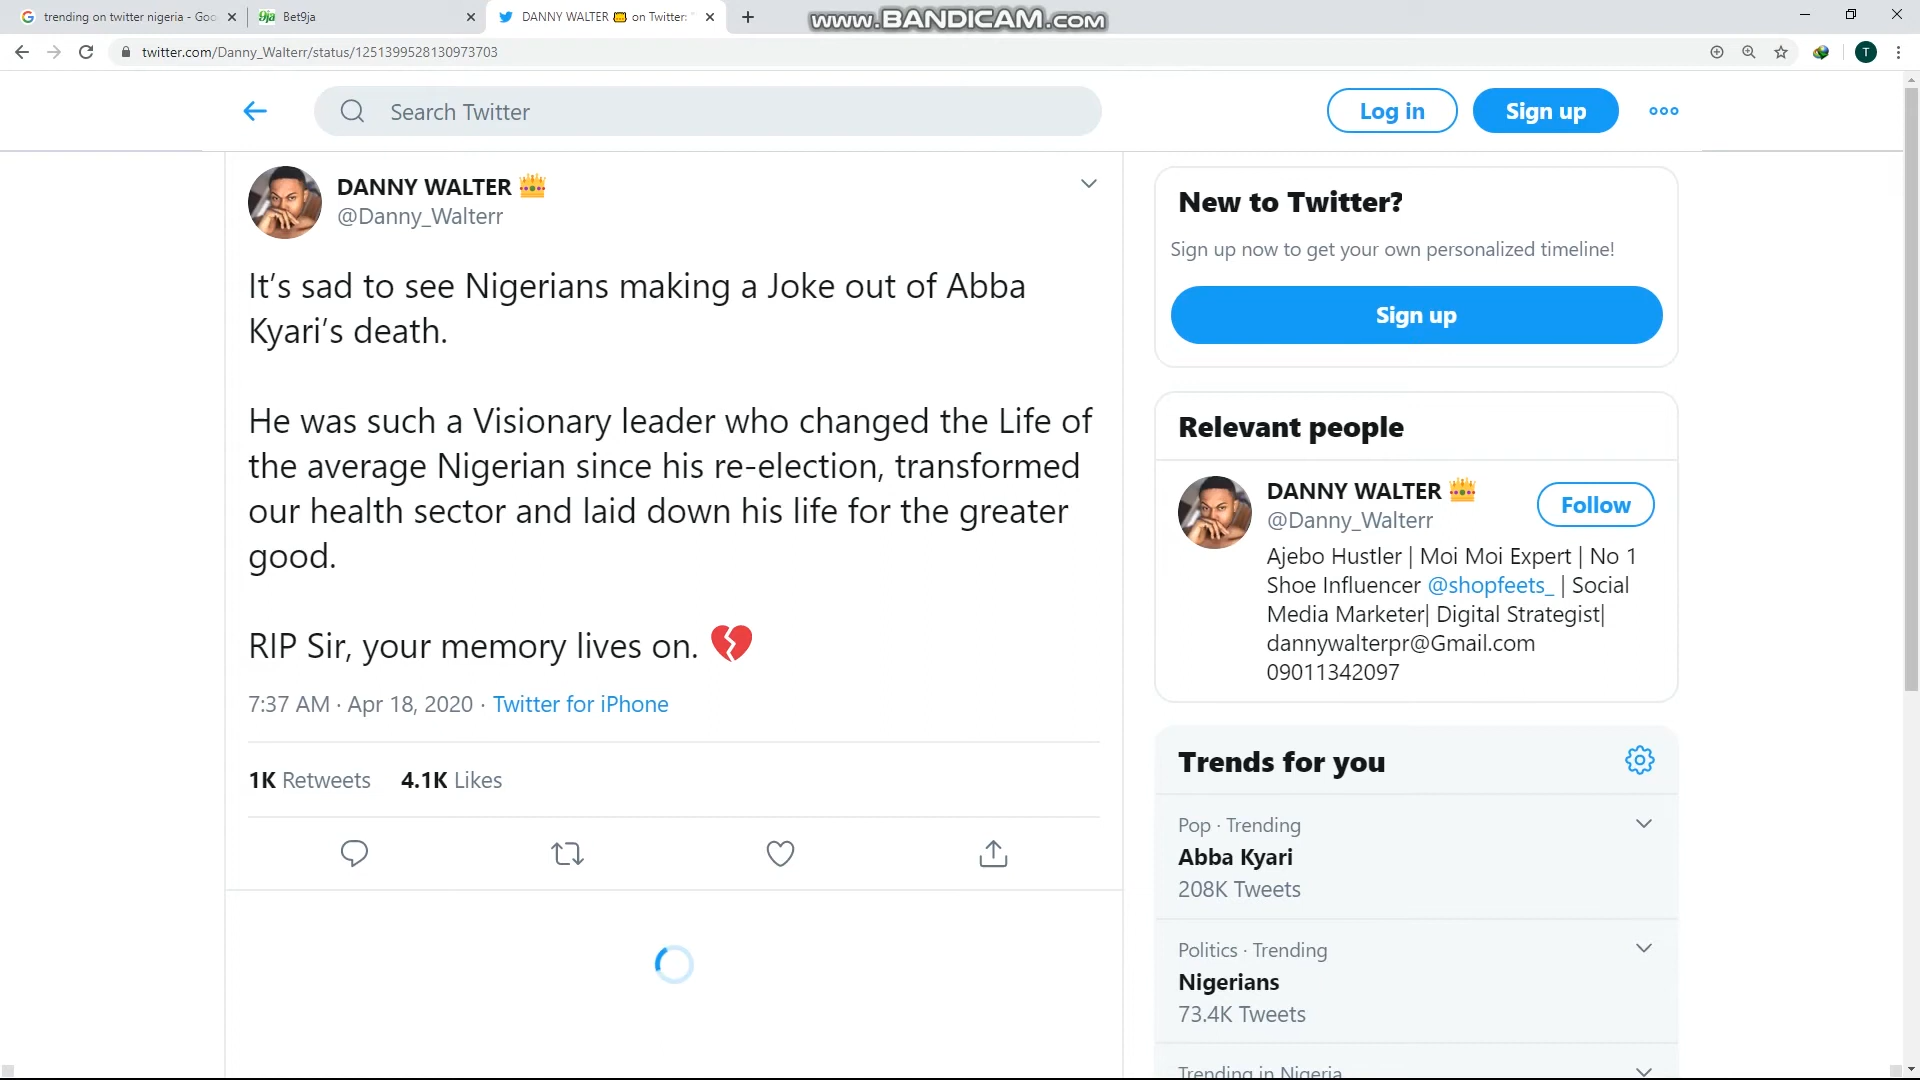 trending on twitter nigeria - Goo
9ja Bet9ja
DANNY WALTER on Twitter: "
www.BANDICAM.com
twitter.com/Danny_Walterr/status/1251399528130973703
T
Search Twitter
Log in
Sign up
DANNY WALTER
@Danny_Walterr
It’s sad to see Nigerians making a Joke out of Abba
Kyari’s death.
He was such a Visionary leader who changed the Life of
the average Nigerian since his re-election, transformed
our health sector and laid down his life for the greater
good.
RIP Sir, your memory lives on. 💔
7:37 AM · Apr 18, 2020 · Twitter for iPhone
1K Retweets 4.1K Likes
New to Twitter?
Sign up now to get your own personalized timeline!
Sign up
Relevant people
DANNY WALTER
@Danny_Walterr
Follow
Ajebo Hustler | Moi Moi Expert | No 1
Shoe Influencer @shopfeets_ | Social
Media Marketer| Digital Strategist|
dannywalterpr@Gmail.com
09011342097
Trends for you
Pop · Trending
Abba Kyari
208K Tweets
Politics · Trending
Nigerians
73.4K Tweets
Trending in Nigeria